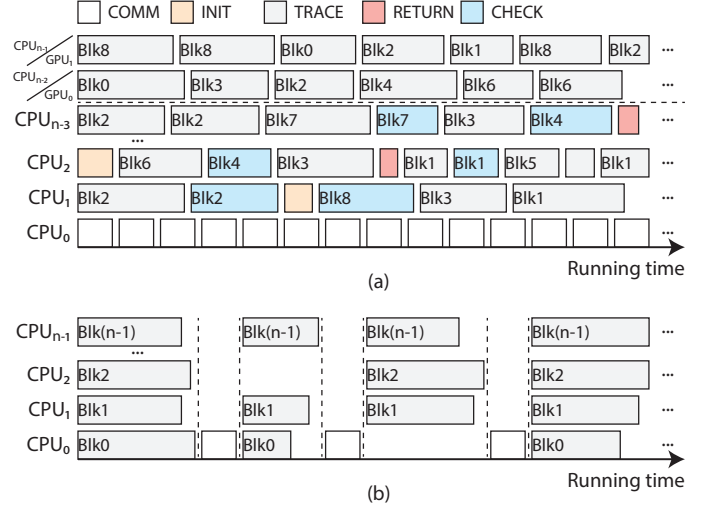 COMM INIT TRACE RETURN CHECK
CPUn-1/GPU1 Blk8 Blk8 Blk0 Blk2 Blk1 Blk8 Blk2 ...
CPUn-2/GPU0 Blk0 Blk3 Blk2 Blk4 Blk6 Blk6 ...
CPUn-3 Blk2 Blk2 Blk7 Blk7 Blk3 Blk4 ...
...
CPU2 Blk6 Blk4 Blk3 Blk1 Blk1 Blk5 Blk1 ...
CPU1 Blk2 Blk2 Blk8 Blk3 Blk1 ...
CPU0 ...
Running time
(a)
CPUn-1 Blk(n-1) Blk(n-1) Blk(n-1) Blk(n-1) ...
...
CPU2 Blk2 Blk2 Blk2 ...
CPU1 Blk1 Blk1 Blk1 Blk1 ...
CPU0 Blk0 Blk0 Blk0 ...
Running time
(b)